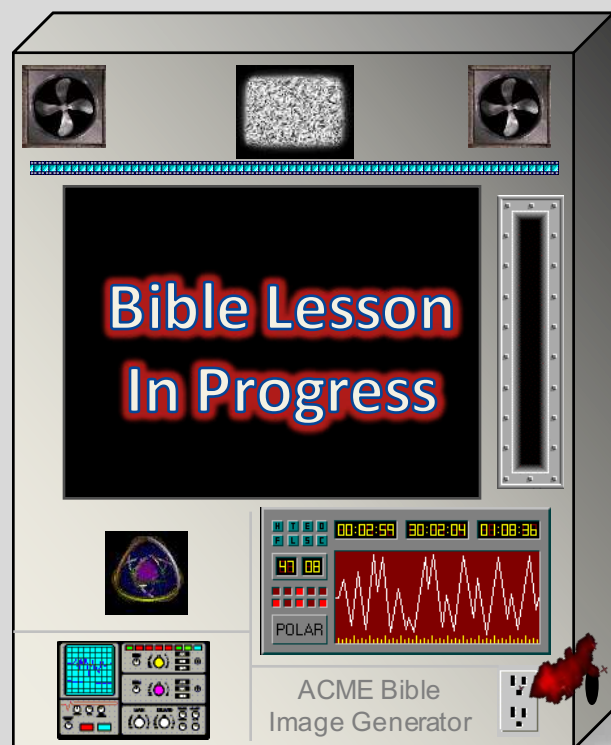 Bible Lesson
In Progress
H T E D
F L S C
00:02:59 30:02:04 01:08:36
47 08
POLAR
ACME Bible
Image Generator